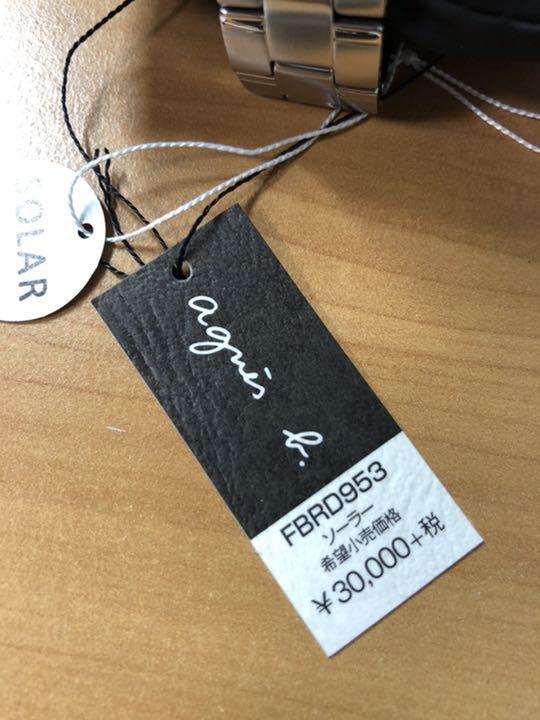 SOLAR
agnès b.
FBRD953
ソーラー
希望小売価格
¥30,000+税